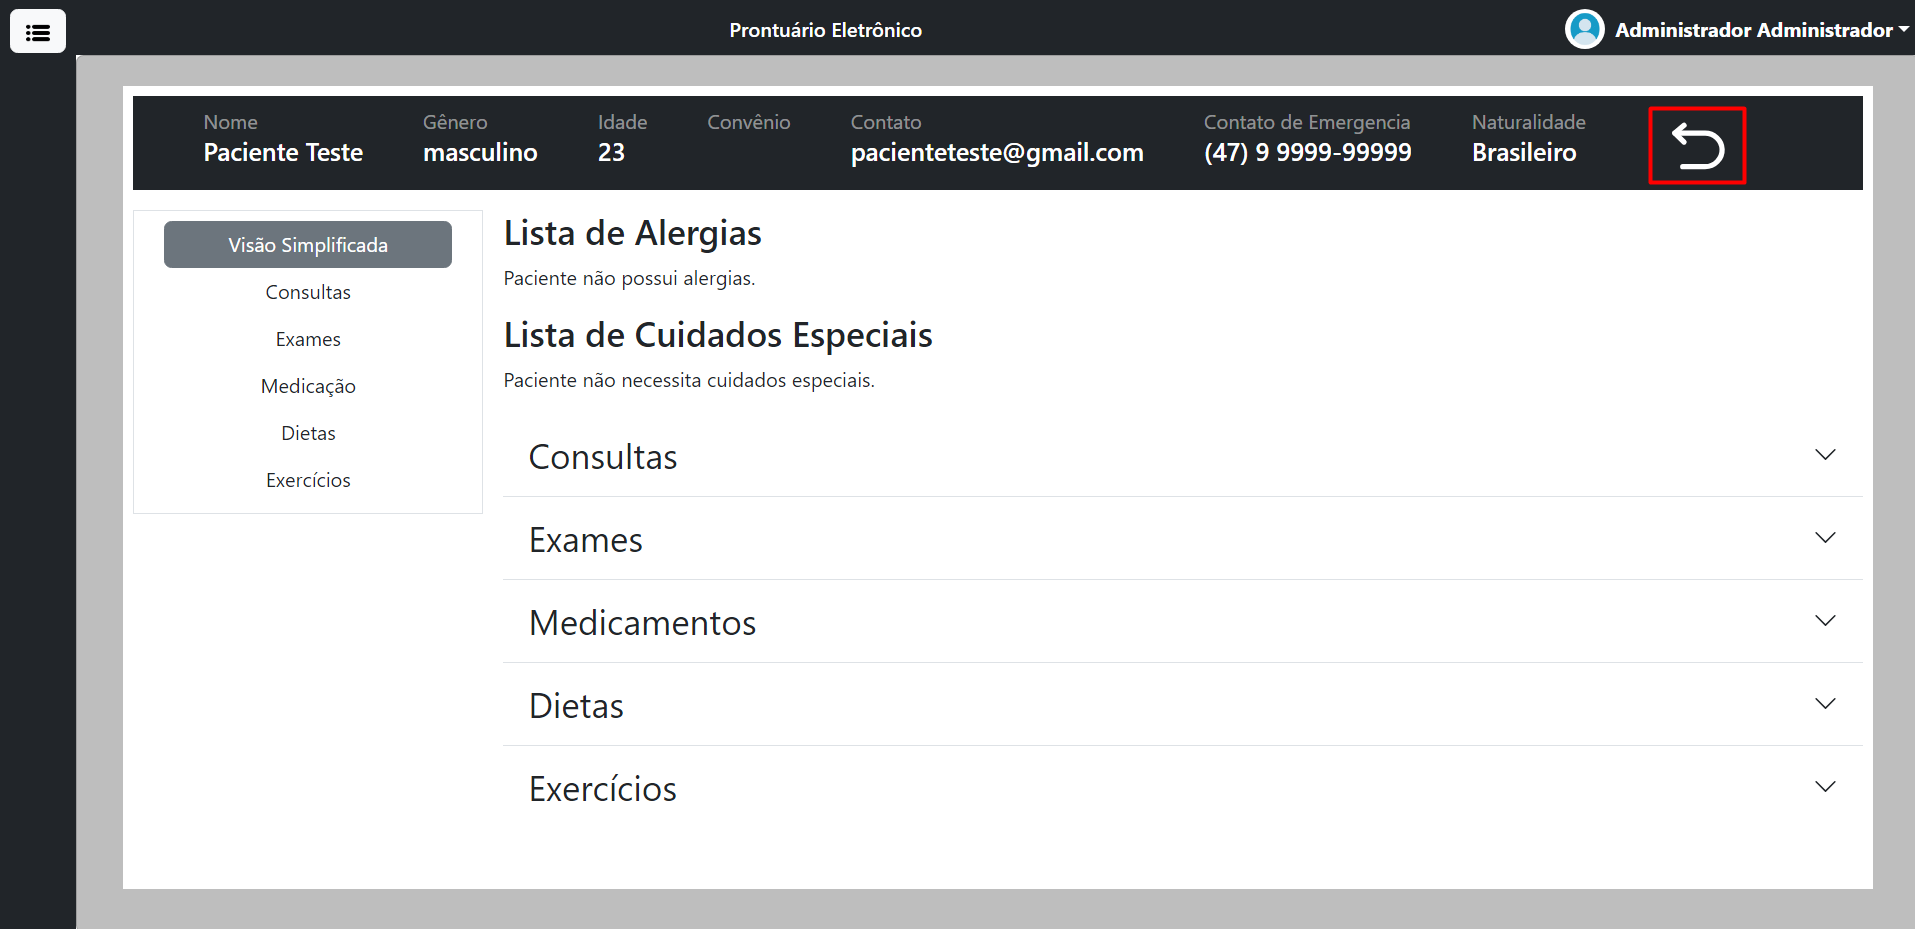 Prontuário Eletrônico
Administrador Administrador
Nome
Paciente Teste
Gênero
masculino
Idade
23
Convênio
Contato
pacienteteste@gmail.com
Contato de Emergencia
(47) 9 9999-99999
Naturalidade
Brasileiro
Visão Simplificada
Consultas
Exames
Medicação
Dietas
Exercícios
Lista de Alergias
Paciente não possui alergias.
Lista de Cuidados Especiais
Paciente não necessita cuidados especiais.
Consultas
Exames
Medicamentos
Dietas
Exercícios